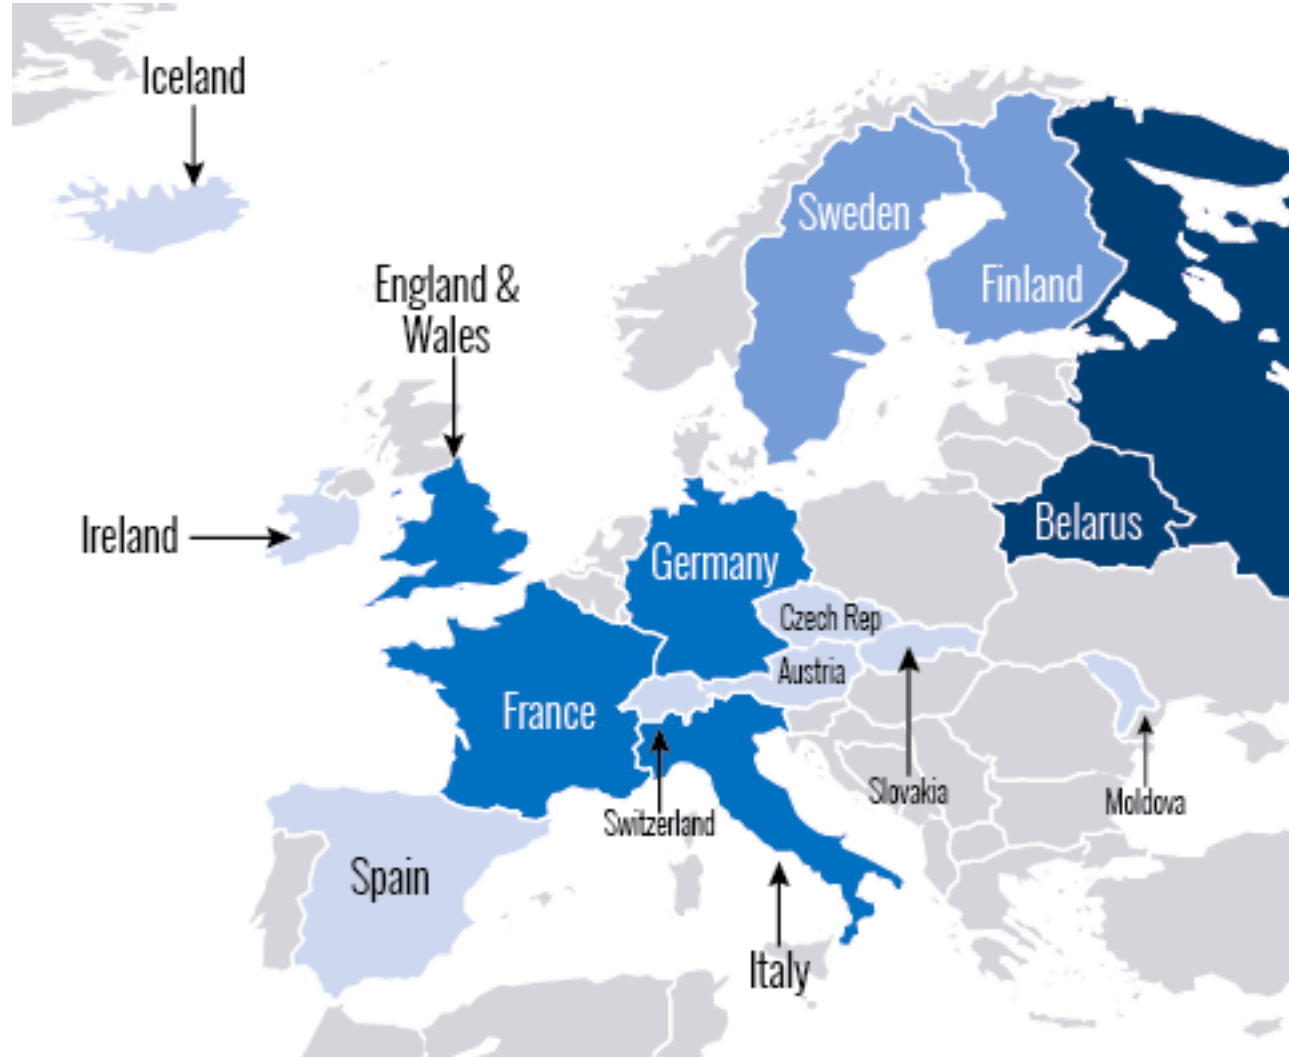 Iceland
Sweden
England &
Wales
Finland
Ireland
Belarus
Germany
Czech Rep
Austria
France
Slovakia
Moldova
Switzerland
Spain
Italy